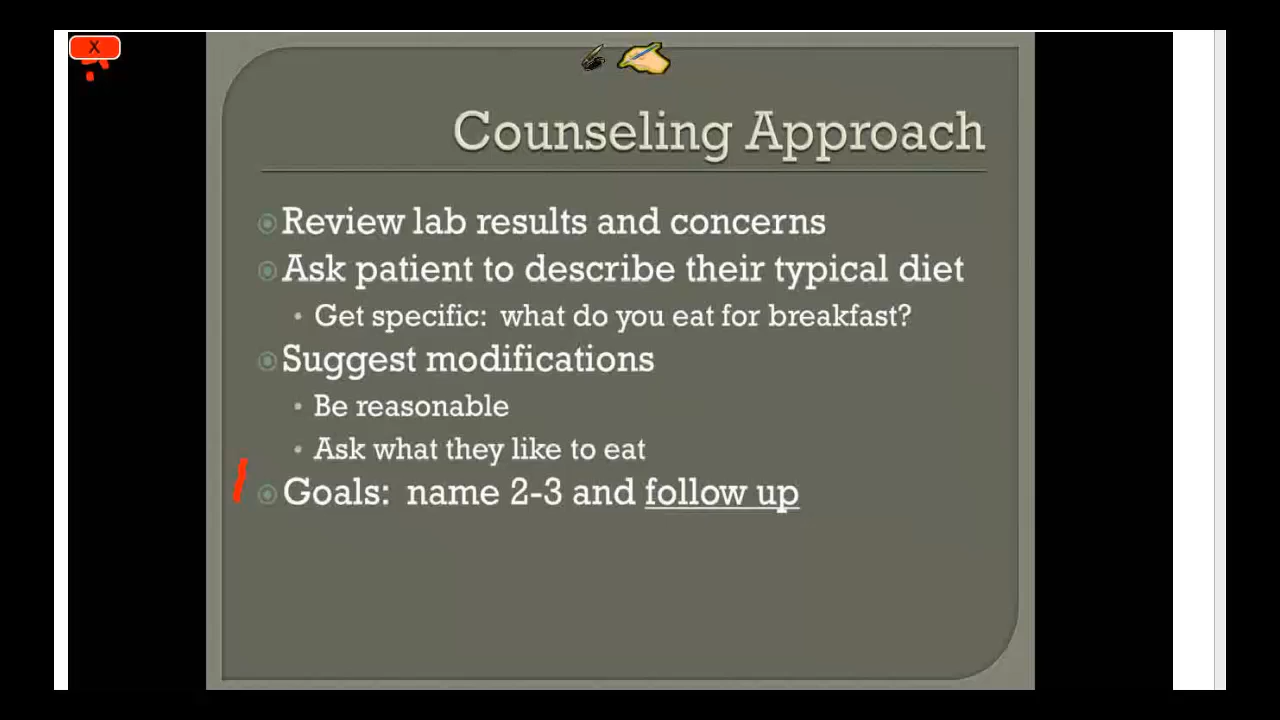 X
Counseling Approach
Review lab results and concerns
Ask patient to describe their typical diet
Get specific: what do you eat for breakfast?
Suggest modifications
Be reasonable
Ask what they like to eat
Goals: name 2-3 and follow up